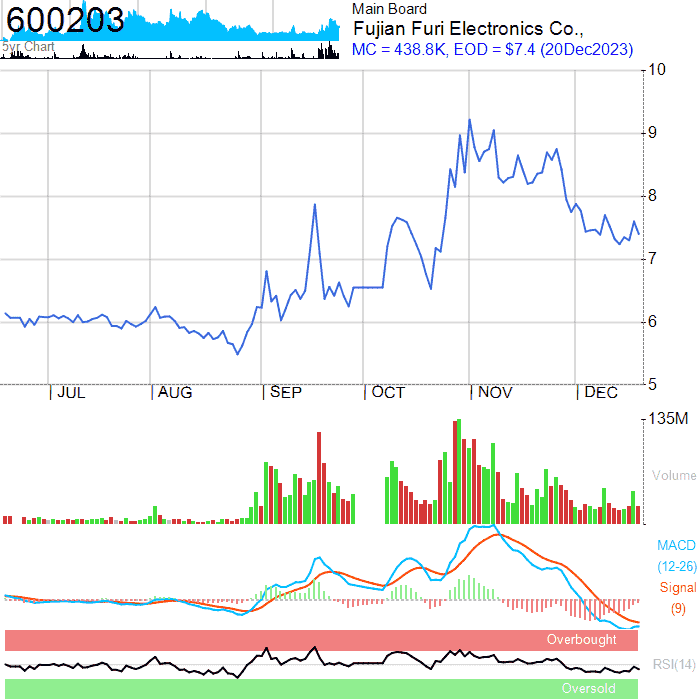 600203
5yr Chart
Main Board
Fujian Furi Electronics Co.,
MC = 438.8K, EOD = $7.4 (20Dec2023)
10
9
8
7
6
5
JUL AUG SEP OCT NOV DEC
135M
Volume
MACD
(12-26)
Signal
(9)
Overbought
RSI(14)
Oversold